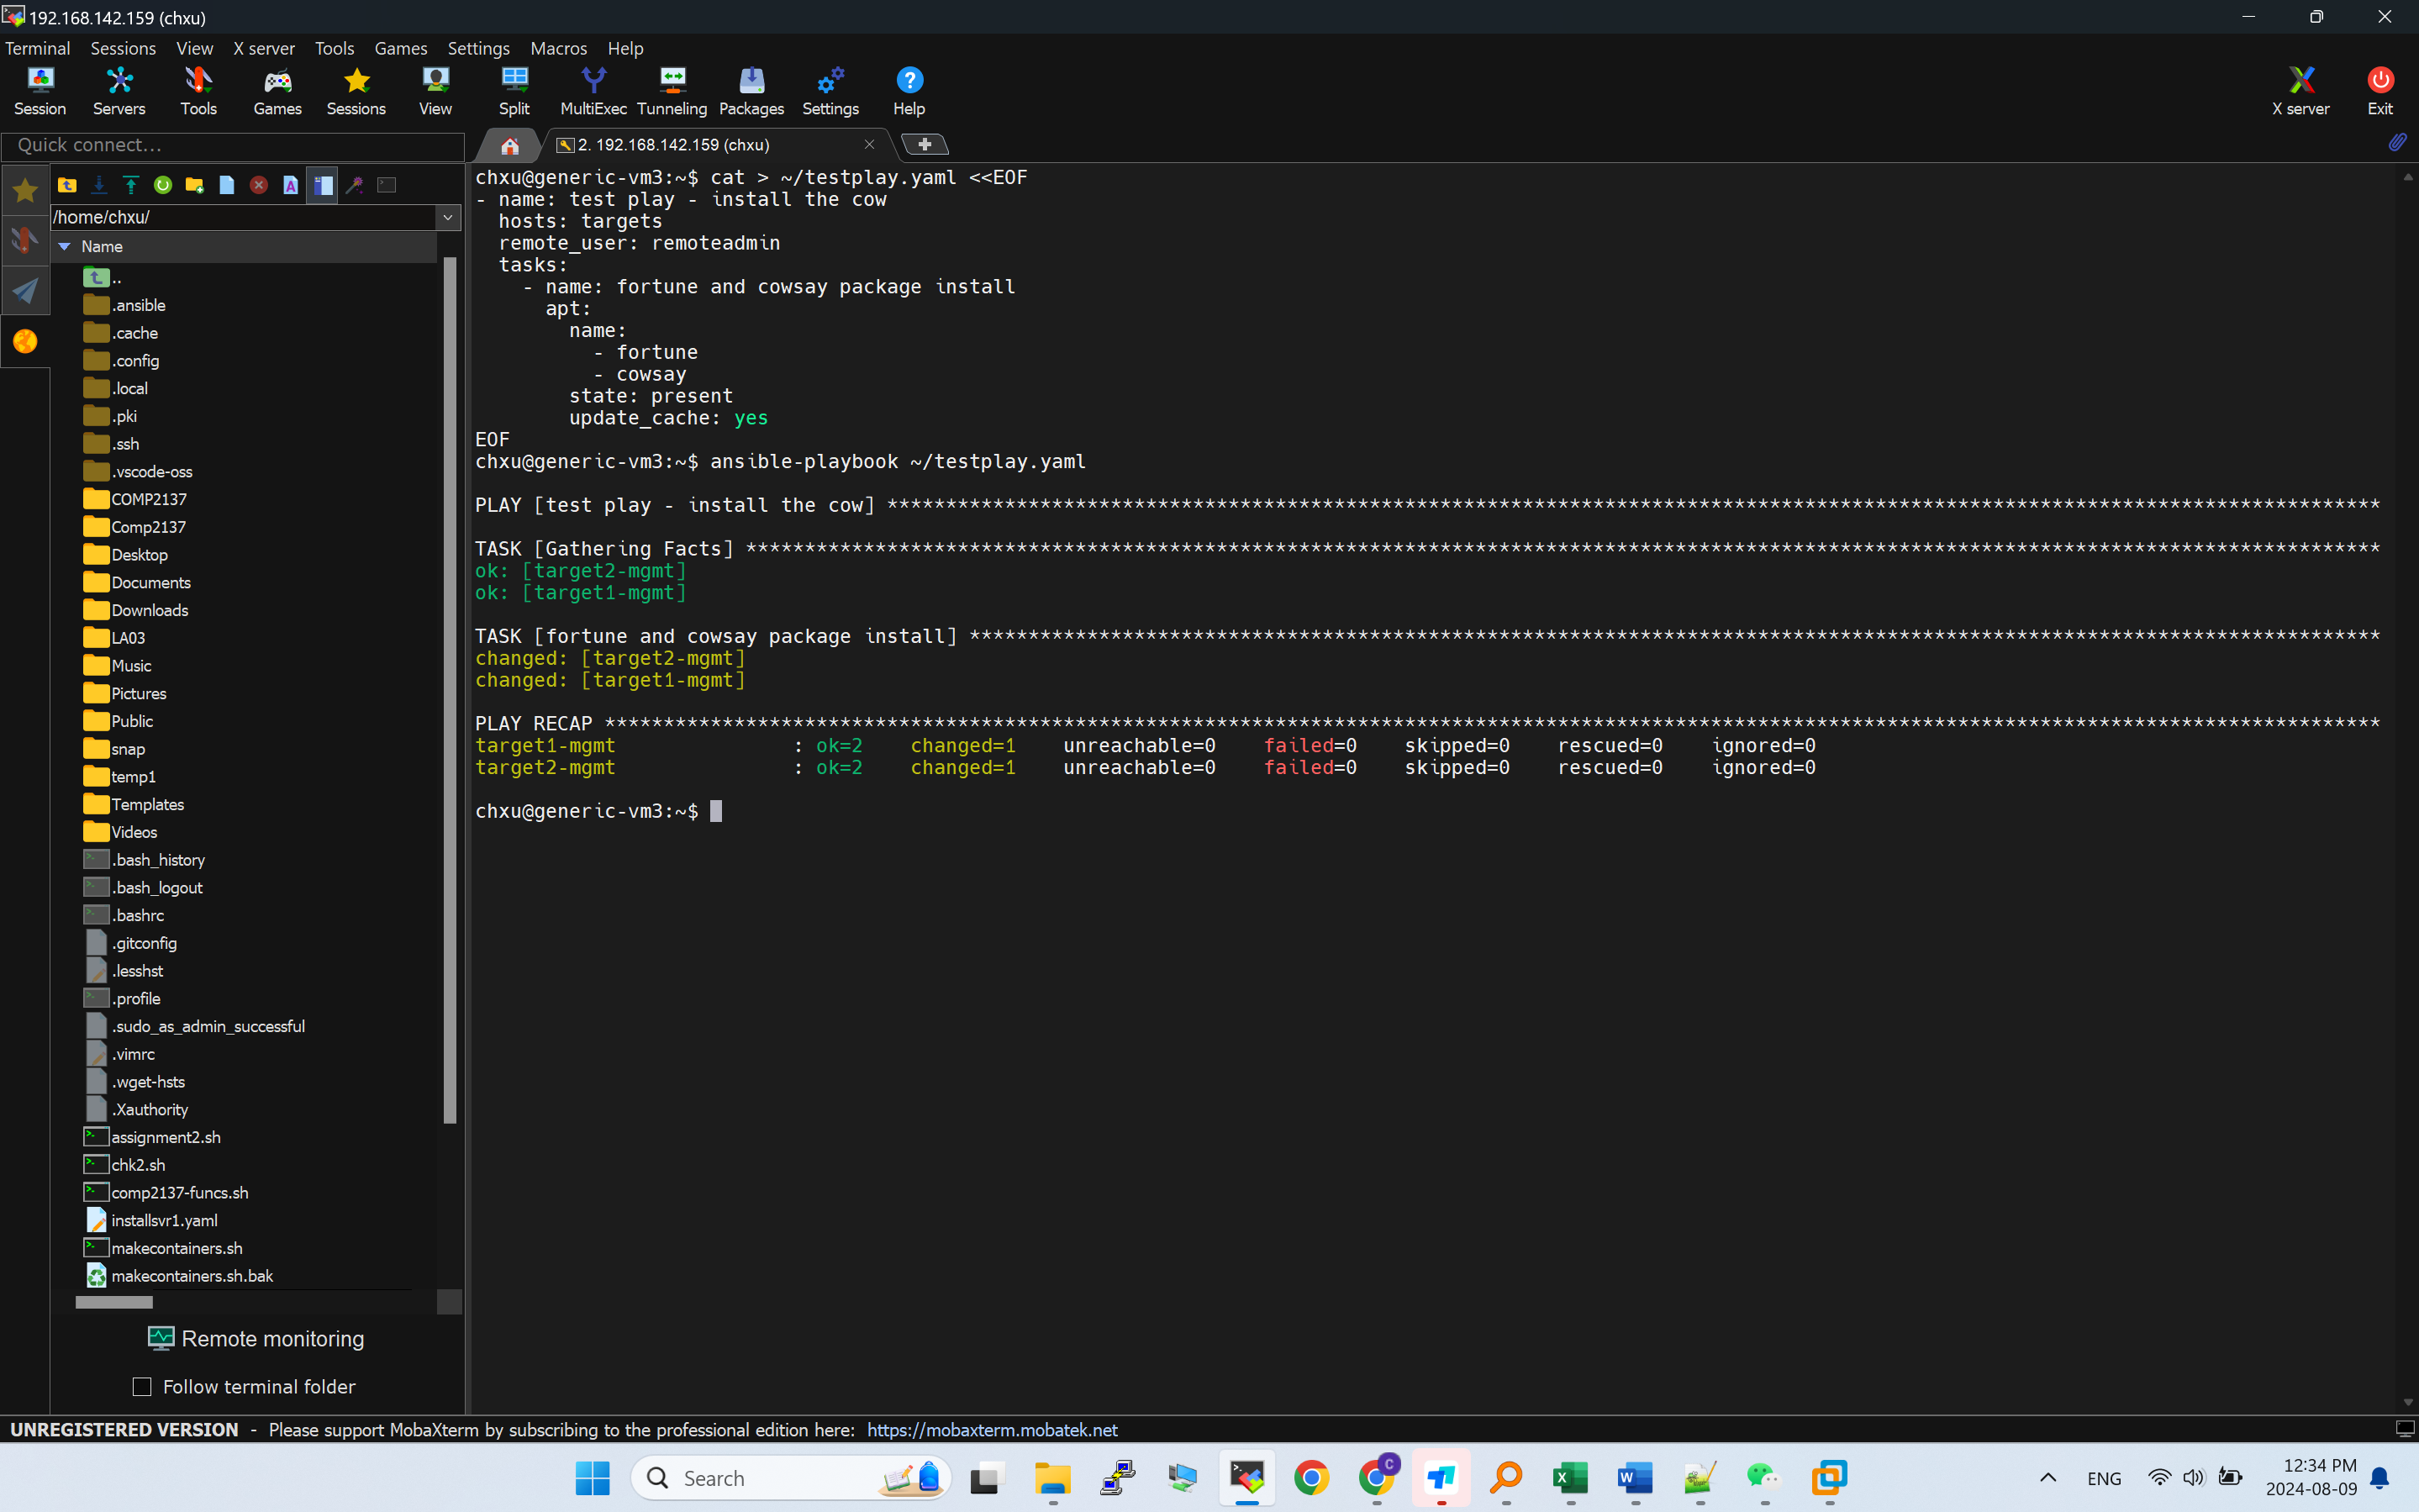 192.168.142.159 (chxu)
Terminal Sessions View X server Tools Games Settings Macros Help
Session Servers Tools Games Sessions View Split MultiExec Tunneling Packages Settings Help X server Exit
Quick connect...
2. 192.168.142.159 (chxu)
/home/chxu/
Name
..
.ansible
.cache
.config
.local
.pki
.ssh
.vscode-oss
COMP2137
Comp2137
Desktop
Documents
Downloads
LA03
Music
Pictures
Public
snap
temp1
Templates
Videos
.bash_history
.bash_logout
.bashrc
.gitconfig
.lesshst
.profile
.sudo_as_admin_successful
.vimrc
.wget-hsts
.Xauthority
assignment2.sh
chk2.sh
comp2137-funcs.sh
installsvr1.yaml
makecontainers.sh
makecontainers.sh.bak
Remote monitoring
Follow terminal folder
chxu@generic-vm3:~$ cat > ~/testplay.yaml <<EOF
- name: test play - install the cow
  hosts: targets
  remote_user: remoteadmin
  tasks:
    - name: fortune and cowsay package install
      apt:
        name:
          - fortune
          - cowsay
        state: present
        update_cache: yes
EOF
chxu@generic-vm3:~$ ansible-playbook ~/testplay.yaml
PLAY [test play - install the cow] *******************************************************************************************************************************
TASK [Gathering Facts] *******************************************************************************************************************************************
ok: [target2-mgmt]
ok: [target1-mgmt]
TASK [fortune and cowsay package install] ************************************************************************************************************************
changed: [target2-mgmt]
changed: [target1-mgmt]
PLAY RECAP *******************************************************************************************************************************************************
target1-mgmt               : ok=2    changed=1    unreachable=0    failed=0    skipped=0    rescued=0    ignored=0
target2-mgmt               : ok=2    changed=1    unreachable=0    failed=0    skipped=0    rescued=0    ignored=0
chxu@generic-vm3:~$
UNREGISTERED VERSION - Please support MobaXterm by subscribing to the professional edition here: https://mobaxterm.mobatek.net
Search
ENG
12:34 PM
2024-08-09